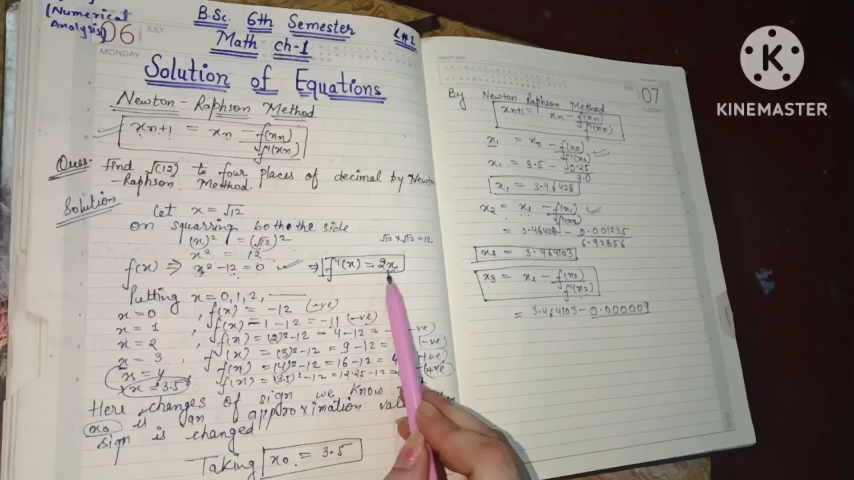 (Numerical
Analysis)
06
JULY
MONDAY
B.Sc. 6th Semester
L#1
Math ch-1
Solution of Equations
Newton-Raphson Method
xn+1 = xn - f(xn)/f'(xn)
Ques- Find √(12) to four places of decimal by Newton
-Raphson Method
Solution
Let x = √12
on squarring both the side
(x)² = (√12)²
√12 × √12 = 12
x² = 12
f(x) ⇒ x² - 12 = 0 ✓ ⇒ f'(x) = 2x
Putting x = 0, 1, 2,
x = 0 , f(x) = -12 (-ve)
x = 1 , f(x) = 1 - 12 = -11 (-ve)
x = 2 , f(x) = (2)² - 12 = 4 - 12 = -ve
x = 3 , f(x) = (3)² - 12 = 9 - 12 = (-ve)
x = 4 f(x) = (4)² - 12 = 16 - 12 = 4 (+ve)
x = 3.5 f(x) = (3.5)² - 12 = 12.25 - 12 = (+ve)
Here changes of sign we know
x0 is an approximation
sign is changed
Taking x0 = 3.5
07
By Newton Raphson Method
xn+1 = xn - f(xn)/f'(xn)
x1 = xn - f(x0)/f'(x0)
x1 = 3.5 - 0.25/7.0
x1 = 3.46428
x2 = x1 - f(x1)/f'(x1) ✓
= 3.46428 - 0.001235/6.92856
x2 = 3.464103
x3 = x2 - f(x2)/f'(x2)
= 3.464103 - 0.000009
K
KINEMASTER